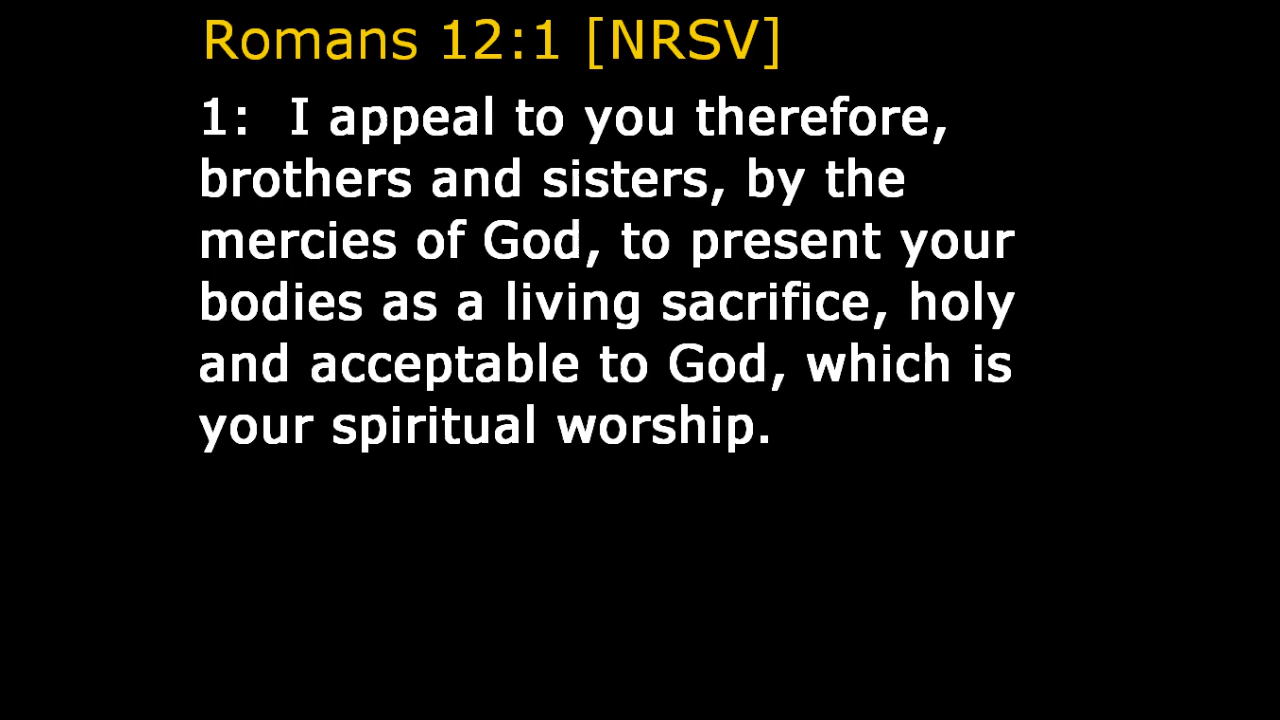 Romans 12:1 [NRSV]
1:  I appeal to you therefore,
brothers and sisters, by the
mercies of God, to present your
bodies as a living sacrifice, holy
and acceptable to God, which is
your spiritual worship.